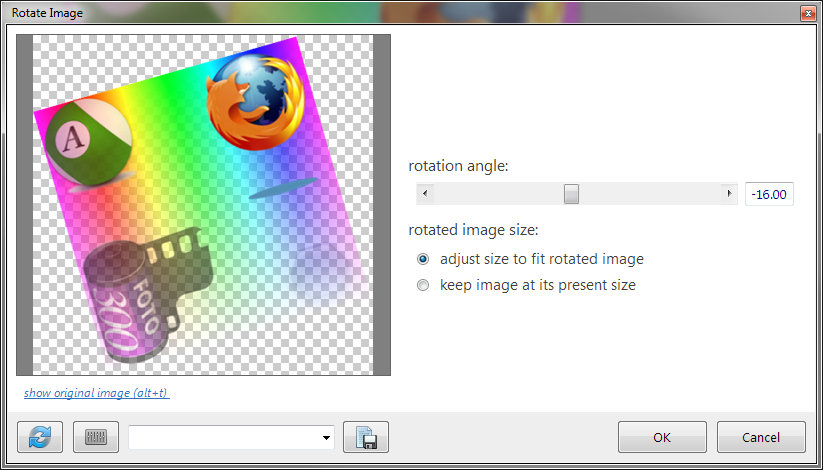 Rotate Image
A
FOTO
300
rotation angle:
-16.00
rotated image size:
adjust size to fit rotated image
keep image at its present size
show original image (alt+t)
OK
Cancel